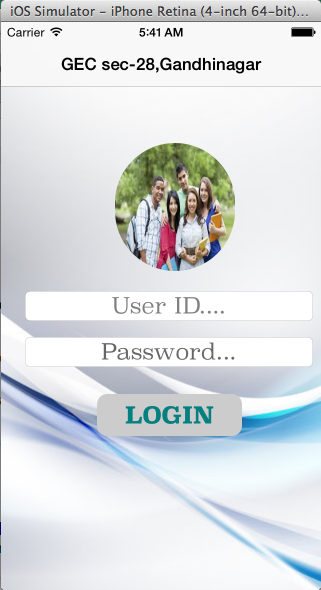 iOS Simulator - iPhone Retina (4-inch 64-bit)...
Carrier 5:41 AM
GEC sec-28,Gandhinagar
User ID....
Password...
LOGIN